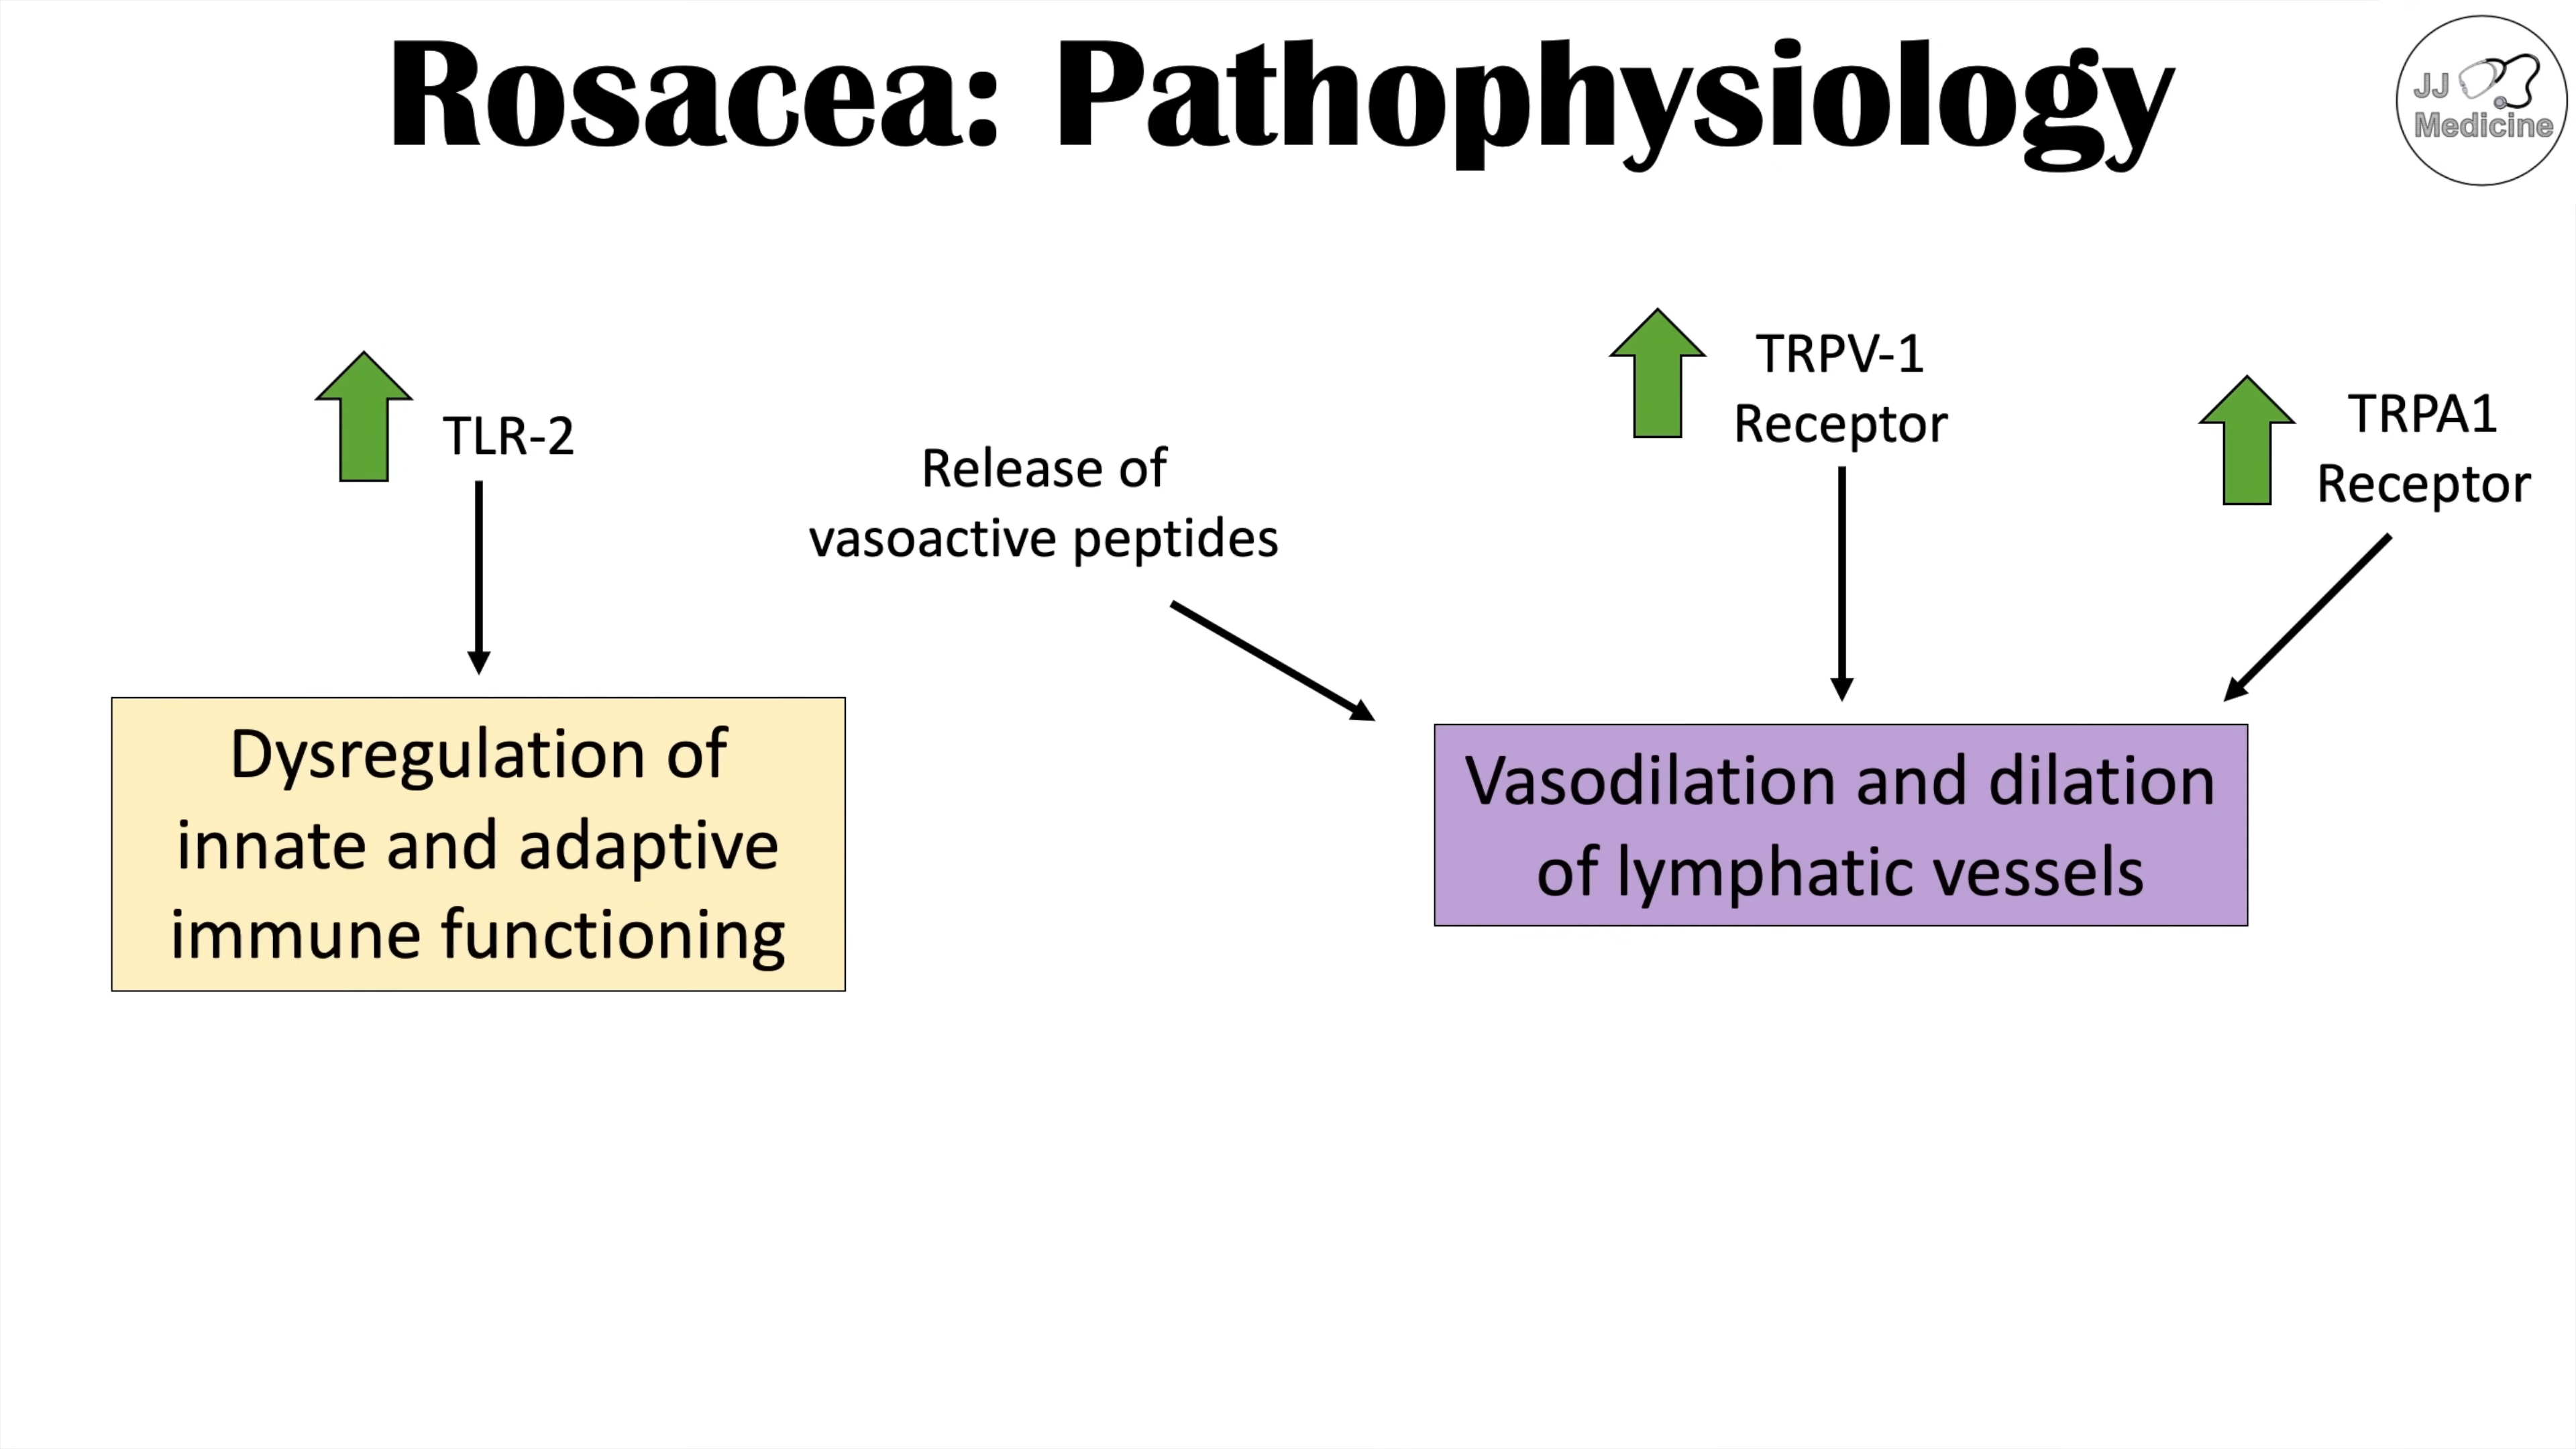 Rosacea: Pathophysiology
JJ
Medicine
TLR-2
Release of
vasoactive peptides
TRPV-1
Receptor
TRPA1
Receptor
Dysregulation of
innate and adaptive
immune functioning
Vasodilation and dilation
of lymphatic vessels